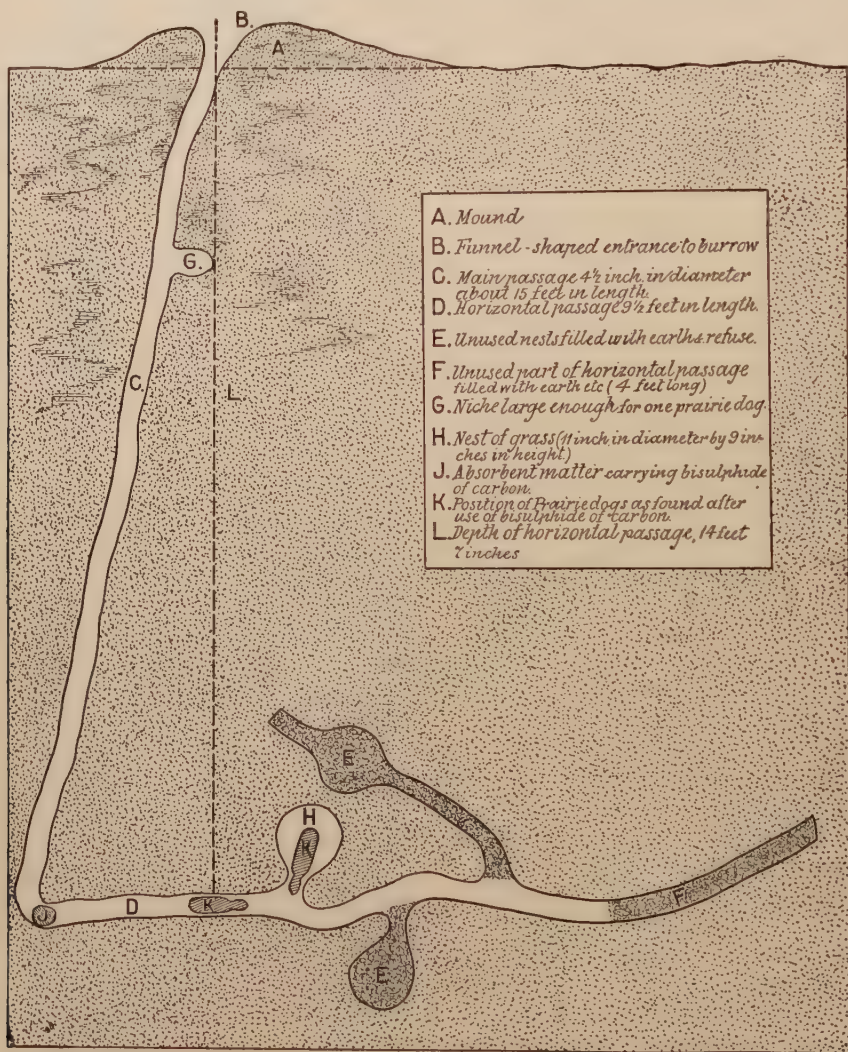 B.
A
G.
C.
L
E
H
K
D
K
J
F
E
A. Mound
B. Funnel-shaped entrance to burrow
C. Main passage 4½ inch. in diameter
about 15 feet in length.
D. Horizontal passage 9½ feet in length.
E. Unused nests filled with earth & refuse.
F. Unused part of horizontal passage
filled with earth etc (4 feet long)
G. Niche large enough for one prairie dog.
H. Nest of grass (11 inch in diameter by 9 in-
ches in height)
J. Absorbent matter carrying bisulphide
of carbon.
K. Position of Prairie dogs as found after
use of bisulphide of carbon.
L. Depth of horizontal passage, 14 feet
7 inches